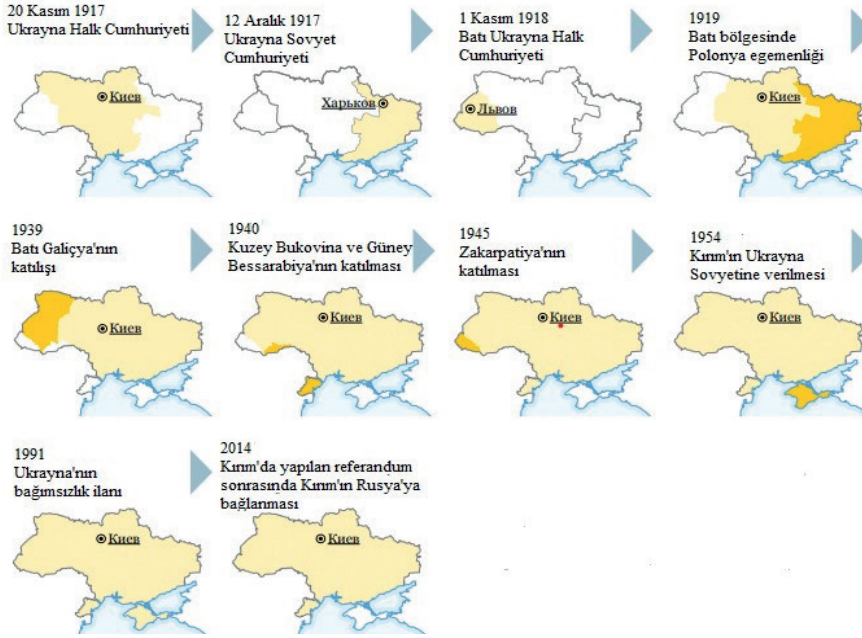 20 Kasım 1917
Ukrayna Halk Cumhuriyeti
Киев
12 Aralık 1917
Ukrayna Sovyet
Cumhuriyeti
Харьков
1 Kasım 1918
Batı Ukrayna Halk
Cumhuriyeti
Львов
1919
Batı bölgesinde
Polonya egemenliği
Киев
1939
Batı Galiçya'nın
katılışı
Киев
1940
Kuzey Bukovina ve Güney
Bessarabiya'nın katılması
Киев
1945
Zakarpatiya'nın
katılması
Киев
1954
Kırım'ın Ukrayna
Sovyetine verilmesi
Киев
1991
Ukrayna'nın
bağımsızlık ilanı
Киев
2014
Kırım'da yapılan referandum
sonrasında Kırım'ın Rusya'ya
bağlanması
Киев